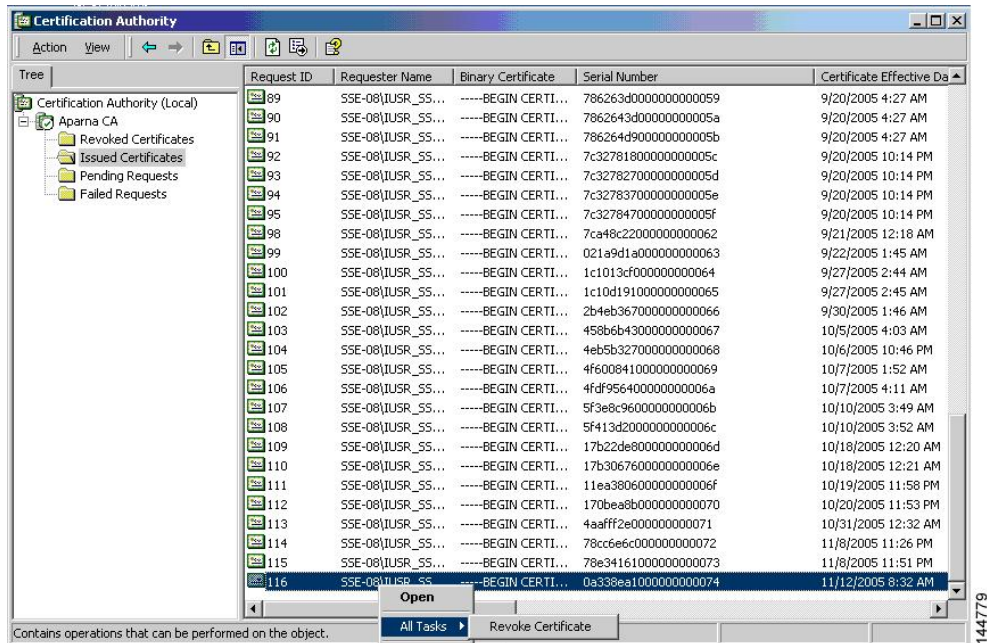 Certification Authority
Action View
Tree
Certification Authority (Local)
Aparna CA
Revoked Certificates
Issued Certificates
Pending Requests
Failed Requests
Request ID Requester Name Binary Certificate Serial Number Certificate Effective Da
89 SSE-08\IUSR_SS... -----BEGIN CERTI... 786263d0000000000059 9/20/2005 4:27 AM
90 SSE-08\IUSR_SS... -----BEGIN CERTI... 7862643d00000000005a 9/20/2005 4:27 AM
91 SSE-08\IUSR_SS... -----BEGIN CERTI... 786264d900000000005b 9/20/2005 4:27 AM
92 SSE-08\IUSR_SS... -----BEGIN CERTI... 7c32781800000000005c 9/20/2005 10:14 PM
93 SSE-08\IUSR_SS... -----BEGIN CERTI... 7c32782700000000005d 9/20/2005 10:14 PM
94 SSE-08\IUSR_SS... -----BEGIN CERTI... 7c32783700000000005e 9/20/2005 10:14 PM
95 SSE-08\IUSR_SS... -----BEGIN CERTI... 7c32784700000000005f 9/20/2005 10:14 PM
98 SSE-08\IUSR_SS... -----BEGIN CERTI... 7ca48c22000000000062 9/21/2005 12:18 AM
99 SSE-08\IUSR_SS... -----BEGIN CERTI... 021a9d1a000000000063 9/22/2005 1:45 AM
100 SSE-08\IUSR_SS... -----BEGIN CERTI... 1c1013cf000000000064 9/27/2005 2:44 AM
101 SSE-08\IUSR_SS... -----BEGIN CERTI... 1c10d191000000000065 9/27/2005 2:45 AM
102 SSE-08\IUSR_SS... -----BEGIN CERTI... 2b4eb367000000000066 9/30/2005 1:46 AM
103 SSE-08\IUSR_SS... -----BEGIN CERTI... 458b6b43000000000067 10/5/2005 4:03 AM
104 SSE-08\IUSR_SS... -----BEGIN CERTI... 4eb5b327000000000068 10/6/2005 10:46 PM
105 SSE-08\IUSR_SS... -----BEGIN CERTI... 4f600841000000000069 10/7/2005 1:52 AM
106 SSE-08\IUSR_SS... -----BEGIN CERTI... 4fdf956400000000006a 10/7/2005 4:11 AM
107 SSE-08\IUSR_SS... -----BEGIN CERTI... 5f3e8c9600000000006b 10/10/2005 3:49 AM
108 SSE-08\IUSR_SS... -----BEGIN CERTI... 5f413d2000000000006c 10/10/2005 3:52 AM
109 SSE-08\IUSR_SS... -----BEGIN CERTI... 17b22de800000000006d 10/18/2005 12:20 AM
110 SSE-08\IUSR_SS... -----BEGIN CERTI... 17b3067600000000006e 10/18/2005 12:21 AM
111 SSE-08\IUSR_SS... -----BEGIN CERTI... 11ea380600000000006f 10/19/2005 11:58 PM
112 SSE-08\IUSR_SS... -----BEGIN CERTI... 170bea8b000000000070 10/20/2005 11:53 PM
113 SSE-08\IUSR_SS... -----BEGIN CERTI... 4aafff2e000000000071 10/31/2005 12:32 AM
114 SSE-08\IUSR_SS... -----BEGIN CERTI... 78cc6e6c000000000072 11/8/2005 11:26 PM
115 SSE-08\IUSR_SS... -----BEGIN CERTI... 78e34161000000000073 11/8/2005 11:51 PM
116 SSE-08\IUSR_SS... -----BEGIN CERTI... 0a338ea1000000000074 11/12/2005 8:32 AM
Open
All Tasks Revoke Certificate
Contains operations that can be performed on the object.
144779